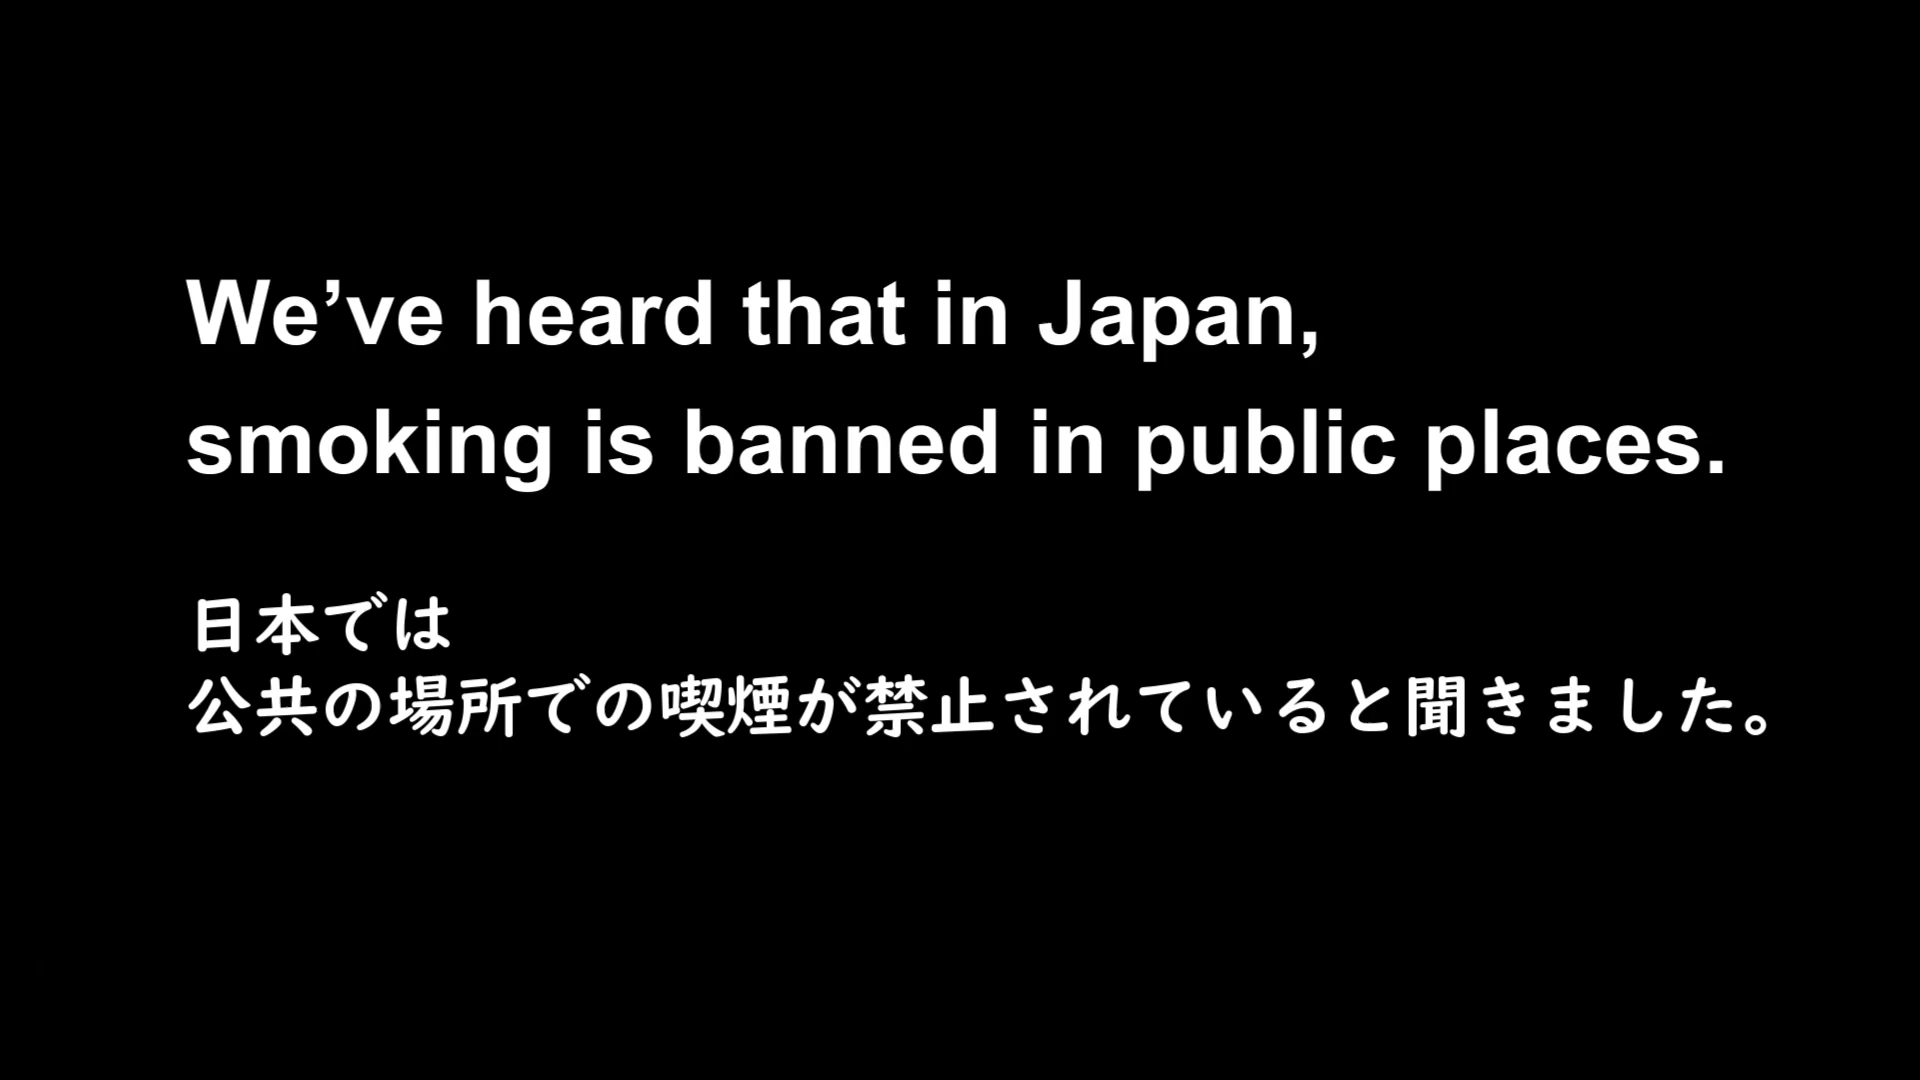 We’ve heard that in Japan,
smoking is banned in public places.
日本では
公共の場所での喫煙が禁止されていると聞きました。